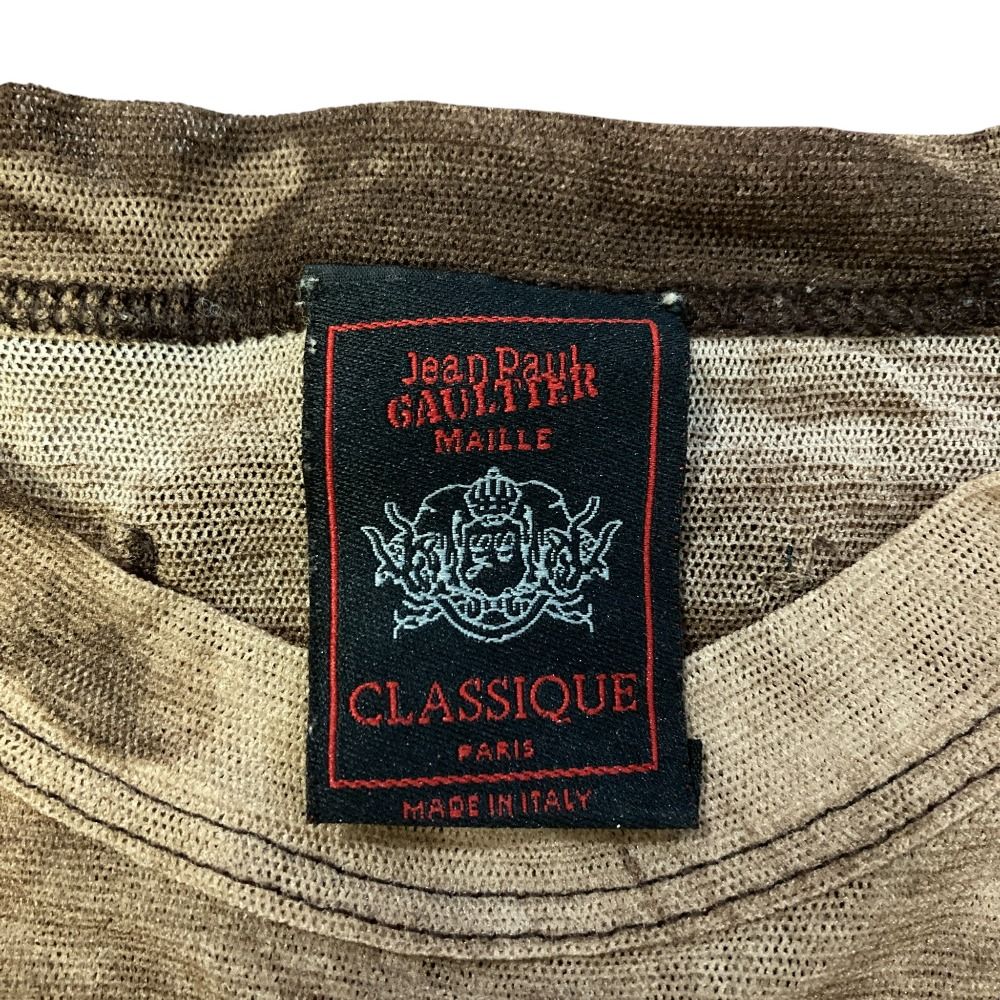 Jean Paul
GAULTIER
MAILLE
CLASSIQUE
PARIS
MADE IN ITALY